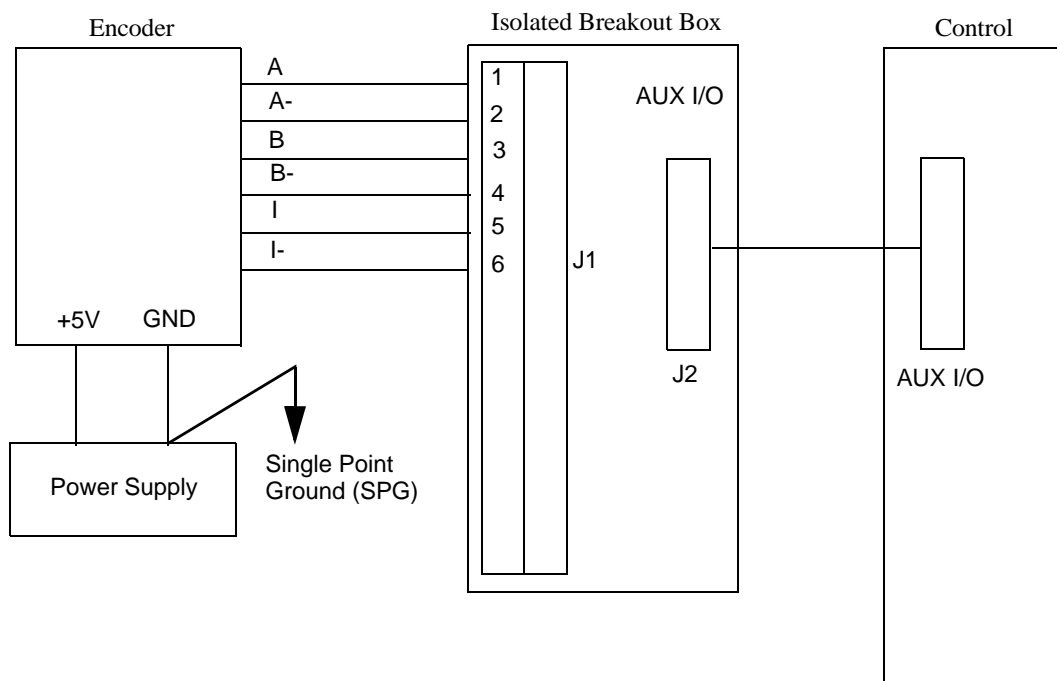 Encoder
Isolated Breakout Box
Control
A
A-
B
B-
I
I-
1
2
3
4
5
6
J1
AUX I/O
J2
AUX I/O
+5V
GND
Power Supply
Single Point
Ground (SPG)